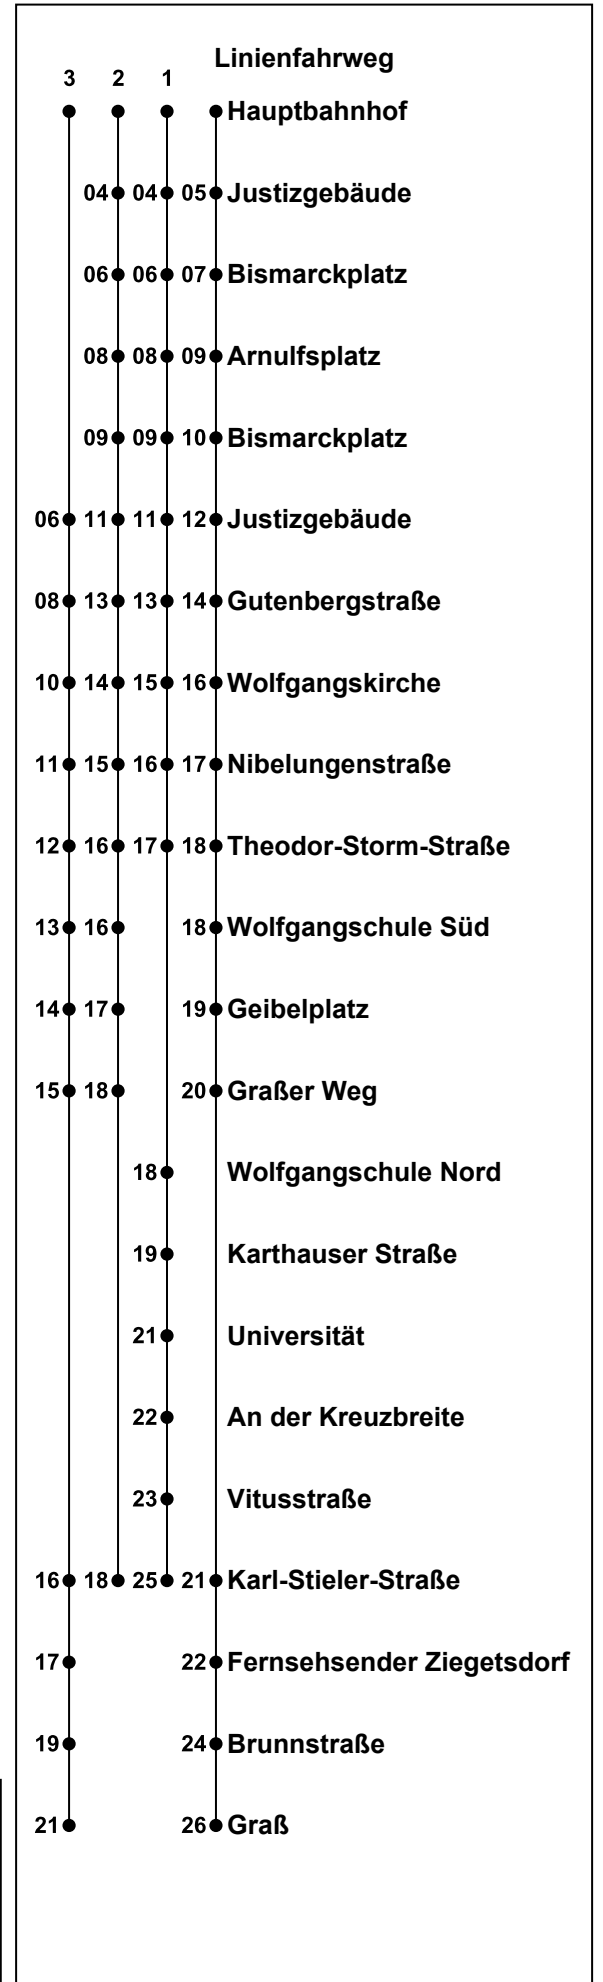 Linienfahrweg
3 2 1
Hauptbahnhof
04 04 05 Justizgebäude
06 06 07 Bismarckplatz
08 08 09 Arnulfsplatz
09 09 10 Bismarckplatz
06 11 11 12 Justizgebäude
08 13 13 14 Gutenbergstraße
10 14 15 16 Wolfgangskirche
11 15 16 17 Nibelungenstraße
12 16 17 18 Theodor-Storm-Straße
13 16 18 Wolfgangschule Süd
14 17 19 Geibelplatz
15 18 20 Graßer Weg
18 Wolfgangschule Nord
19 Karthauser Straße
21 Universität
22 An der Kreuzbreite
23 Vitusstraße
16 18 25 21 Karl-Stieler-Straße
17 22 Fernsehsender Ziegetsdorf
19 24 Brunnstraße
21 26 Graß